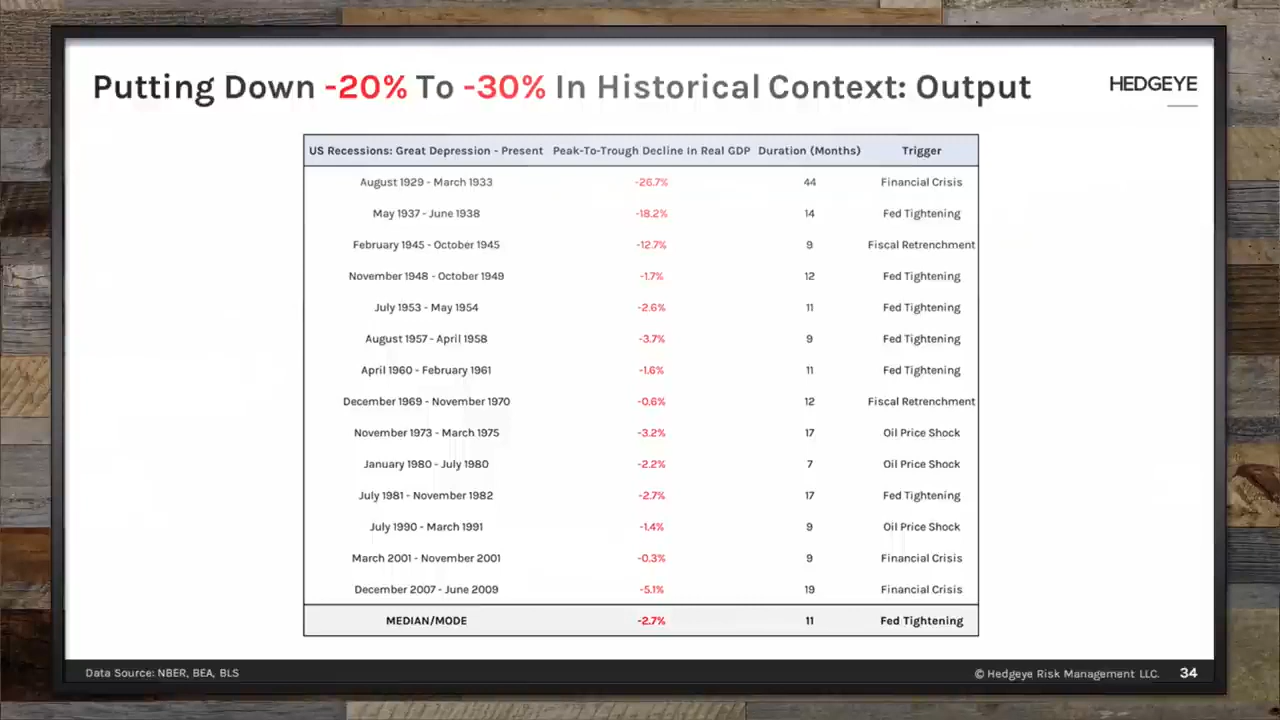 Putting Down -20% To -30% In Historical Context: Output
HEDGEYE
US Recessions: Great Depression - Present Peak-To-Trough Decline In Real GDP Duration (Months) Trigger
August 1929 - March 1933 -26.7% 44 Financial Crisis
May 1937 - June 1938 -18.2% 14 Fed Tightening
February 1945 - October 1945 -12.7% 9 Fiscal Retrenchment
November 1948 - October 1949 -1.7% 12 Fed Tightening
July 1953 - May 1954 -2.6% 11 Fed Tightening
August 1957 - April 1958 -3.7% 9 Fed Tightening
April 1960 - February 1961 -1.6% 11 Fed Tightening
December 1969 - November 1970 -0.6% 12 Fiscal Retrenchment
November 1973 - March 1975 -3.2% 17 Oil Price Shock
January 1980 - July 1980 -2.2% 7 Oil Price Shock
July 1981 - November 1982 -2.7% 17 Fed Tightening
July 1990 - March 1991 -1.4% 9 Oil Price Shock
March 2001 - November 2001 -0.3% 9 Financial Crisis
December 2007 - June 2009 -5.1% 19 Financial Crisis
MEDIAN/MODE -2.7% 11 Fed Tightening
Data Source: NBER, BEA, BLS
© Hedgeye Risk Management LLC. 34